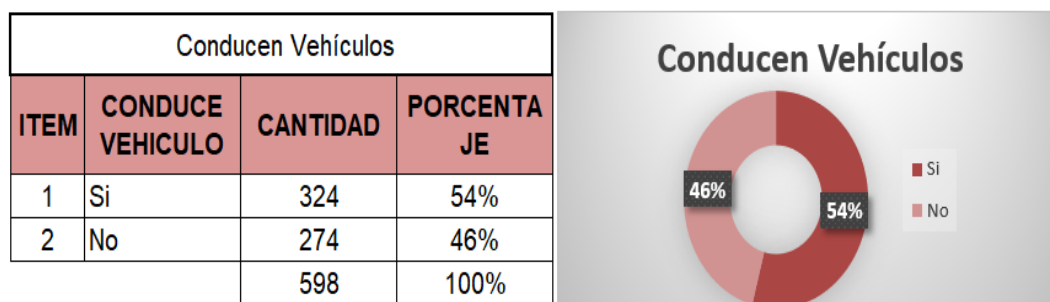 Conducen Vehículos
ITEM CONDUCE VEHICULO CANTIDAD PORCENTA JE
1 Si 324 54%
2 No 274 46%
598 100%
Conducen Vehículos
46%
54%
Si
No